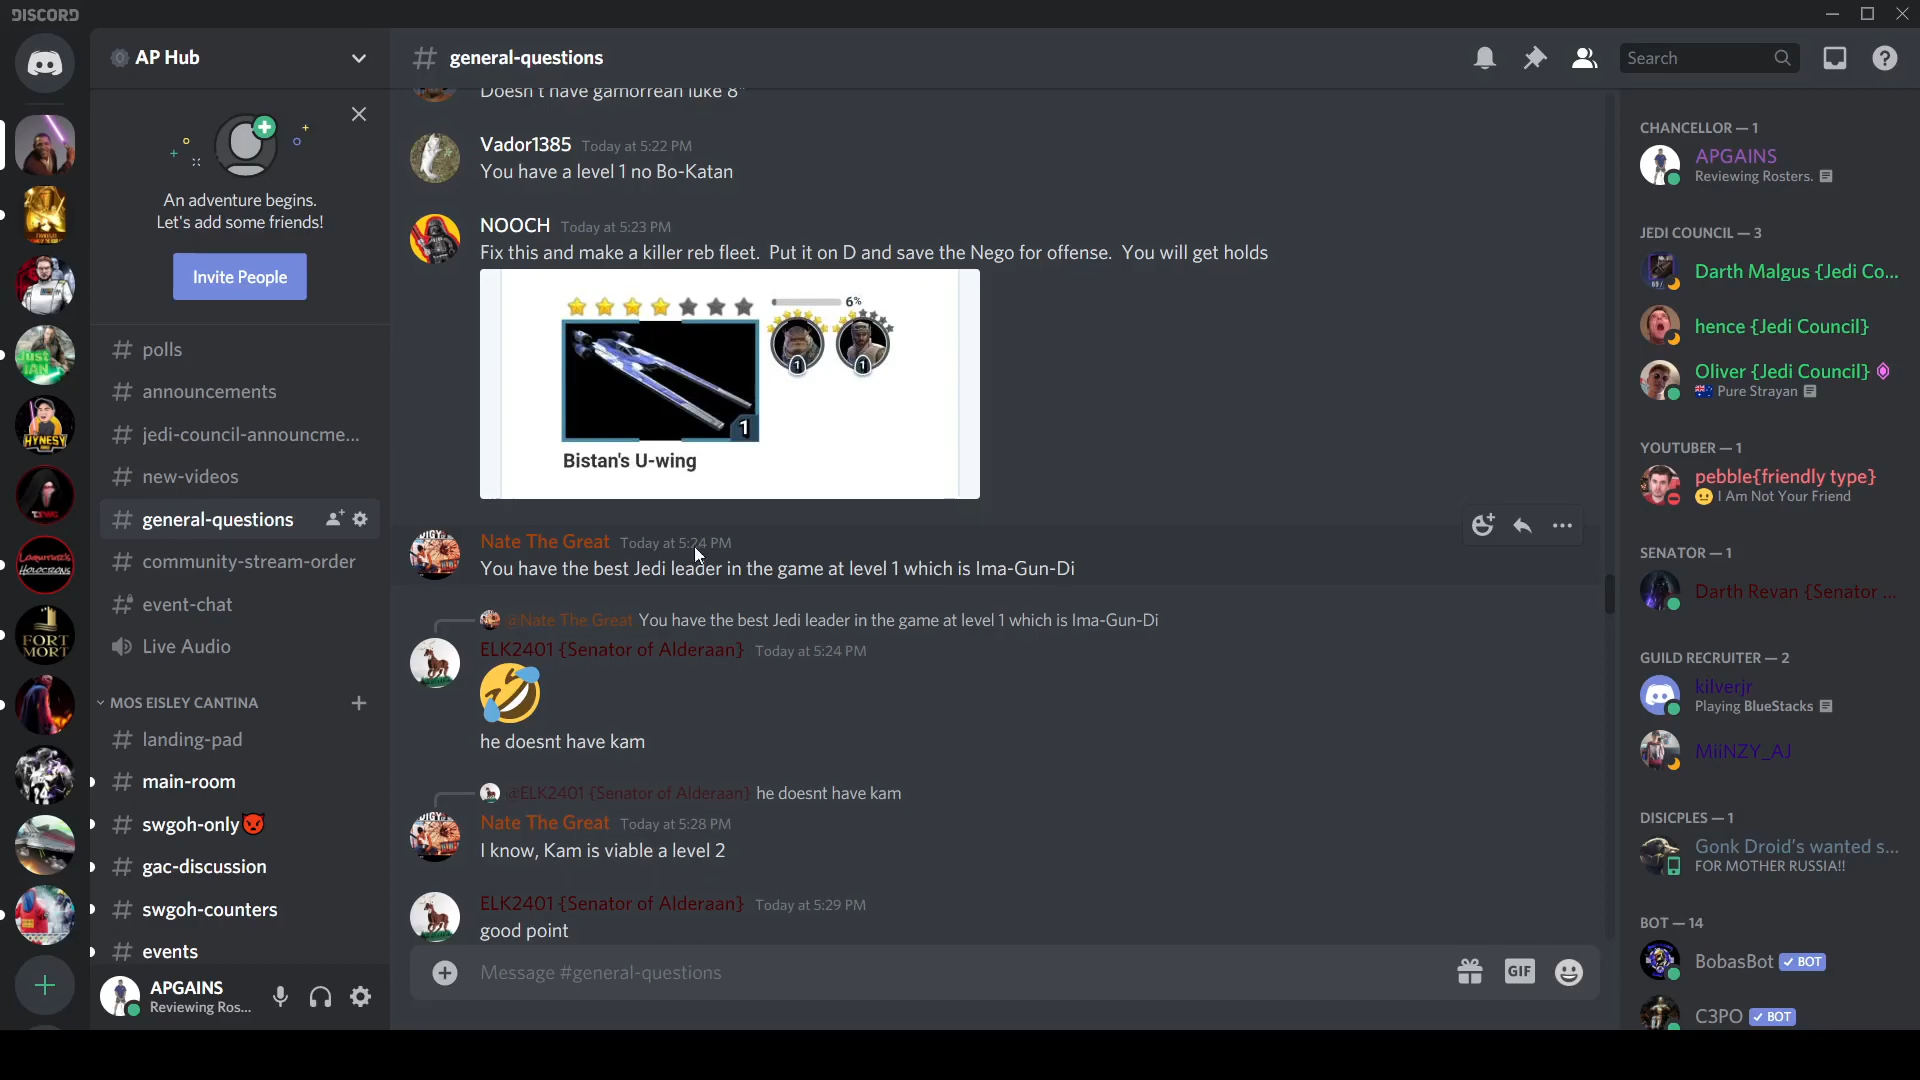 DISCORD
AP Hub
general-questions
Search
An adventure begins.
Let's add some friends!
Invite People
polls
announcements
jedi-council-announcme...
new-videos
general-questions
community-stream-order
event-chat
Live Audio
MOS EISLEY CANTINA
landing-pad
main-room
swgoh-only
gac-discussion
swgoh-counters
events
APGAINS
Reviewing Ros...
Just
IAN
HYNESY
FORT
MORT
Doesn't have gamorrean luke 8"
Vador1385 Today at 5:22 PM
You have a level 1 no Bo-Katan
NOOCH Today at 5:23 PM
Fix this and make a killer reb fleet. Put it on D and save the Nego for offense. You will get holds
6%
1 1
1
Bistan's U-wing
Nate The Great Today at 5:24 PM
You have the best Jedi leader in the game at level 1 which is Ima-Gun-Di
@Nate The Great You have the best Jedi leader in the game at level 1 which is Ima-Gun-Di
ELK2401 {Senator of Alderaan} Today at 5:24 PM
he doesnt have kam
@ELK2401 {Senator of Alderaan} he doesnt have kam
Nate The Great Today at 5:28 PM
I know, Kam is viable a level 2
ELK2401 {Senator of Alderaan} Today at 5:29 PM
good point
Message #general-questions
GIF
CHANCELLOR — 1
APGAINS
Reviewing Rosters.
JEDI COUNCIL — 3
Darth Malgus {Jedi Co...
hence {Jedi Council}
Oliver {Jedi Council}
Pure Strayan
YOUTUBER — 1
pebble{friendly type}
I Am Not Your Friend
SENATOR — 1
Darth Revan {Senator ...
GUILD RECRUITER — 2
kilverjr
Playing BlueStacks
MiiNZY_AJ
DISICPLES — 1
Gonk Droid's wanted s...
FOR MOTHER RUSSIA!!
BOT — 14
BobasBot BOT
C3PO BOT